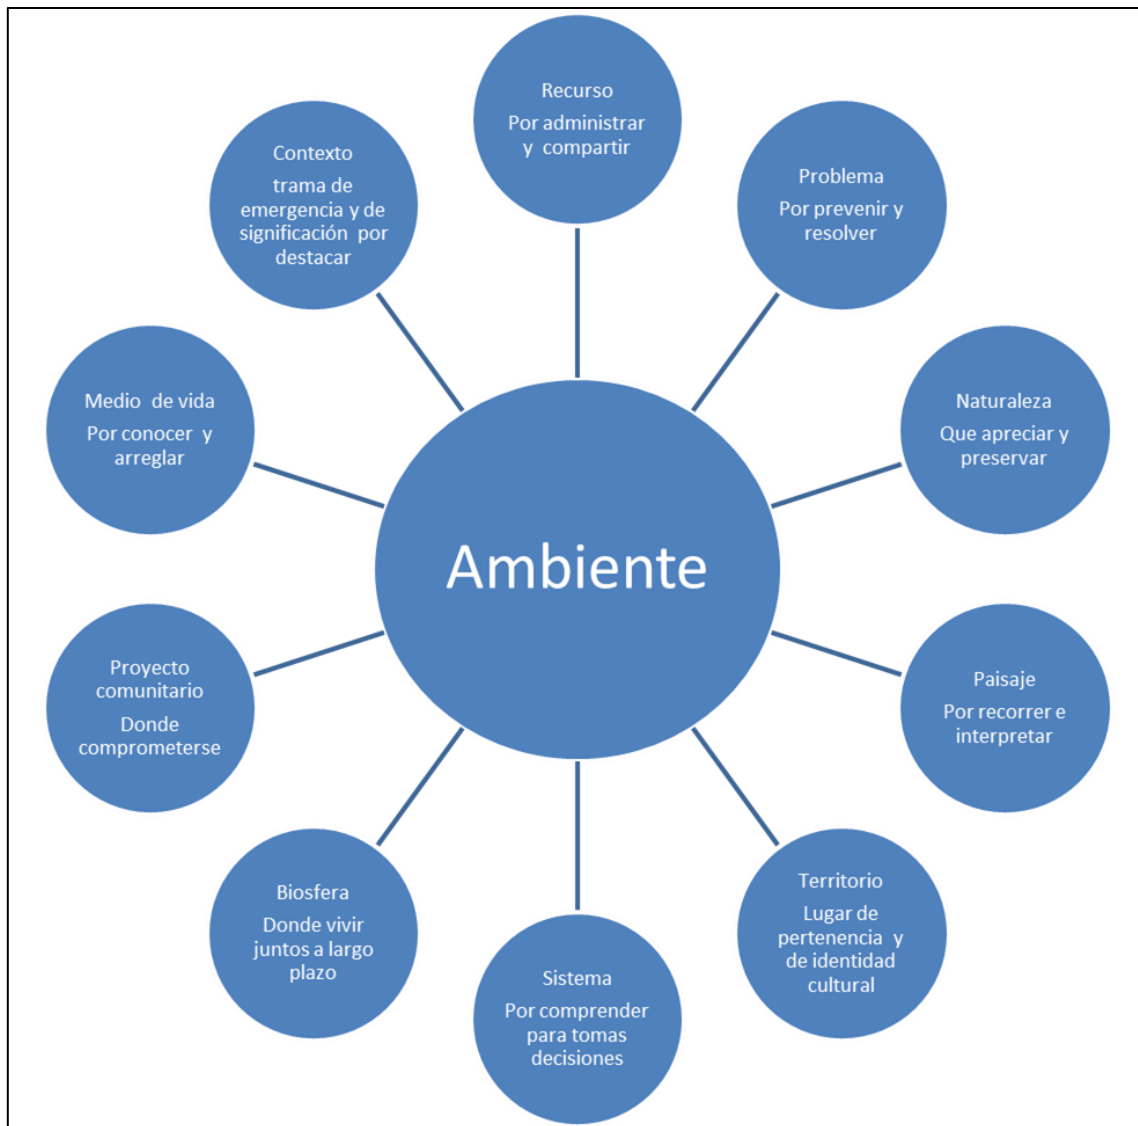 Recurso
Por administrar
y compartir
Problema
Por prevenir y
resolver
Naturaleza
Que apreciar y
preservar
Paisaje
Por recorrer e
interpretar
Territorio
Lugar de
pertenencia y
de identidad
cultural
Sistema
Por comprender
para tomas
decisiones
Biosfera
Donde vivir
juntos a largo
plazo
Proyecto
comunitario
Donde
comprometerse
Medio de vida
Por conocer y
arreglar
Contexto
trama de
emergencia y de
significación por
destacar
Ambiente